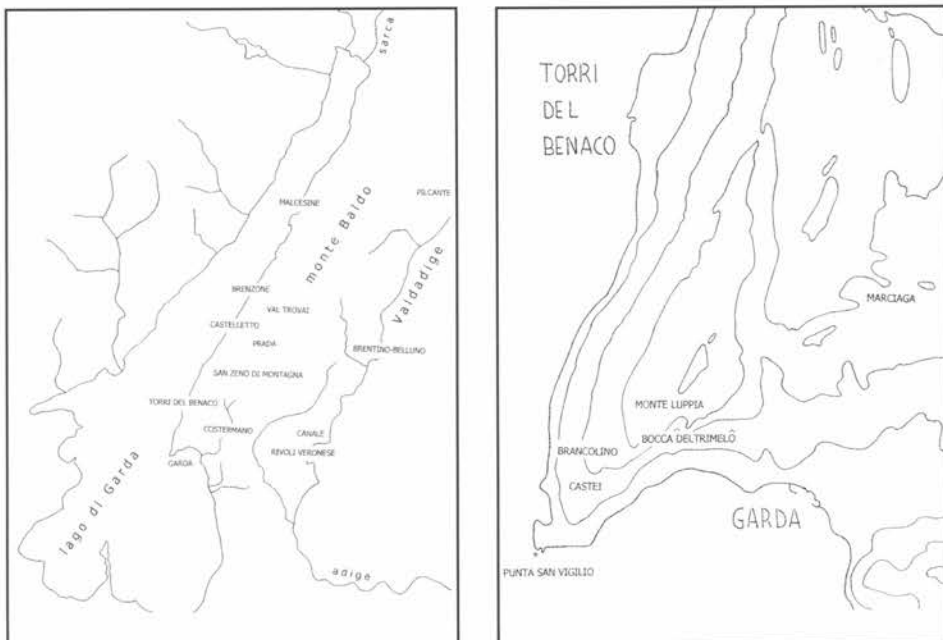 sarca
PILCANTE
MALCESINE
monte Baldo
Valdadige
BRENZONE
VAL TROVAI
CASTELLETTO
PRADA
BRENTINO-BELLUNO
SAN ZENO DI MONTAGNA
TORRI DEL BENACO
COSTERMANO
CANALE
RIVOLI VERONESE
GARDA
lago di Garda
adige
TORRI
DEL
BENACO
MARCIAGA
MONTE LUPPIA
BOCCA DELTRIMELÔ
BRANCOLINO
CASTEI
GARDA
PUNTA SAN VIGILIO